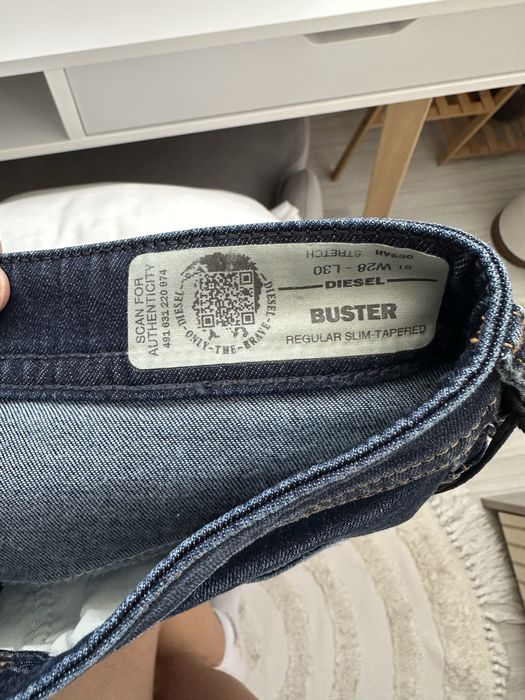 SCAN FOR
AUTHENTICITY
491 631 220 974
DIESEL
DIESEL
-ONLY-THE-BRAVE-
069AH STRETCH
01 W28 - L30
DIESEL
BUSTER
REGULAR SLIM-TAPERED